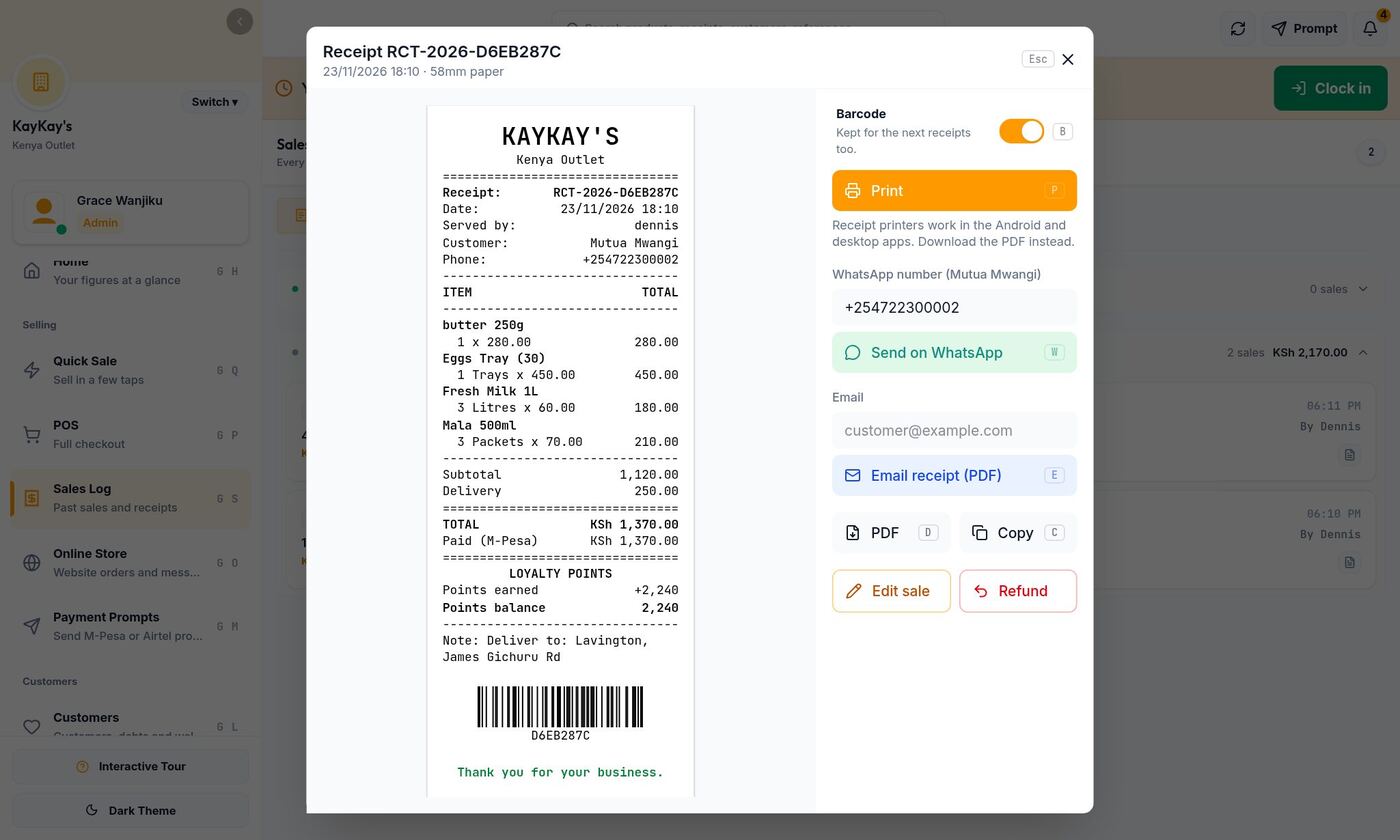 Switch ▾
KayKay's
Kenya Outlet
Grace Wanjiku
Admin
Home
Your figures at a glance
G H
Selling
Quick Sale
Sell in a few taps
G Q
POS
Full checkout
G P
Sales Log
Past sales and receipts
G S
Online Store
Website orders and mess...
G O
Payment Prompts
Send M-Pesa or Airtel pro...
G M
Customers
Customers
G L
Interactive Tour
Dark Theme
Prompt
4
Clock in
2
0 sales
2 sales KSh 2,170.00
06:11 PM
By Dennis
06:10 PM
By Dennis
Receipt RCT-2026-D6EB287C
23/11/2026 18:10 · 58mm paper
Esc
KAYKAY'S
Kenya Outlet
================================
Receipt: RCT-2026-D6EB287C
Date: 23/11/2026 18:10
Served by: dennis
Customer: Mutua Mwangi
Phone: +254722300002
--------------------------------
ITEM TOTAL
--------------------------------
butter 250g
1 x 280.00 280.00
Eggs Tray (30)
1 Trays x 450.00 450.00
Fresh Milk 1L
3 Litres x 60.00 180.00
Mala 500ml
3 Packets x 70.00 210.00
--------------------------------
Subtotal 1,120.00
Delivery 250.00
================================
TOTAL KSh 1,370.00
Paid (M-Pesa) KSh 1,370.00
================================
LOYALTY POINTS
Points earned +2,240
Points balance 2,240
--------------------------------
Note: Deliver to: Lavington,
James Gichuru Rd
D6EB287C
Thank you for your business.
Barcode
Kept for the next receipts
too.
B
Print P
Receipt printers work in the Android and
desktop apps. Download the PDF instead.
WhatsApp number (Mutua Mwangi)
+254722300002
Send on WhatsApp W
Email
customer@example.com
Email receipt (PDF) E
PDF D
Copy C
Edit sale
Refund